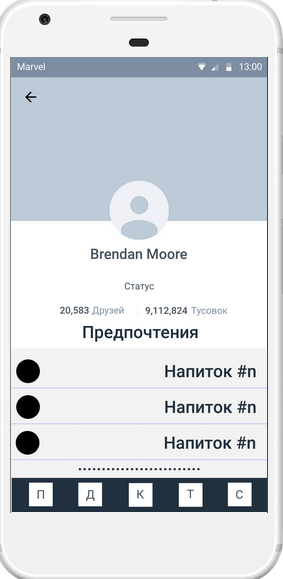 Marvel 13:00
Brendan Moore
Статус
20,583 Друзей 9,112,824 Тусовок
Предпочтения
Напиток #n
Напиток #n
Напиток #n
П Д К Т С